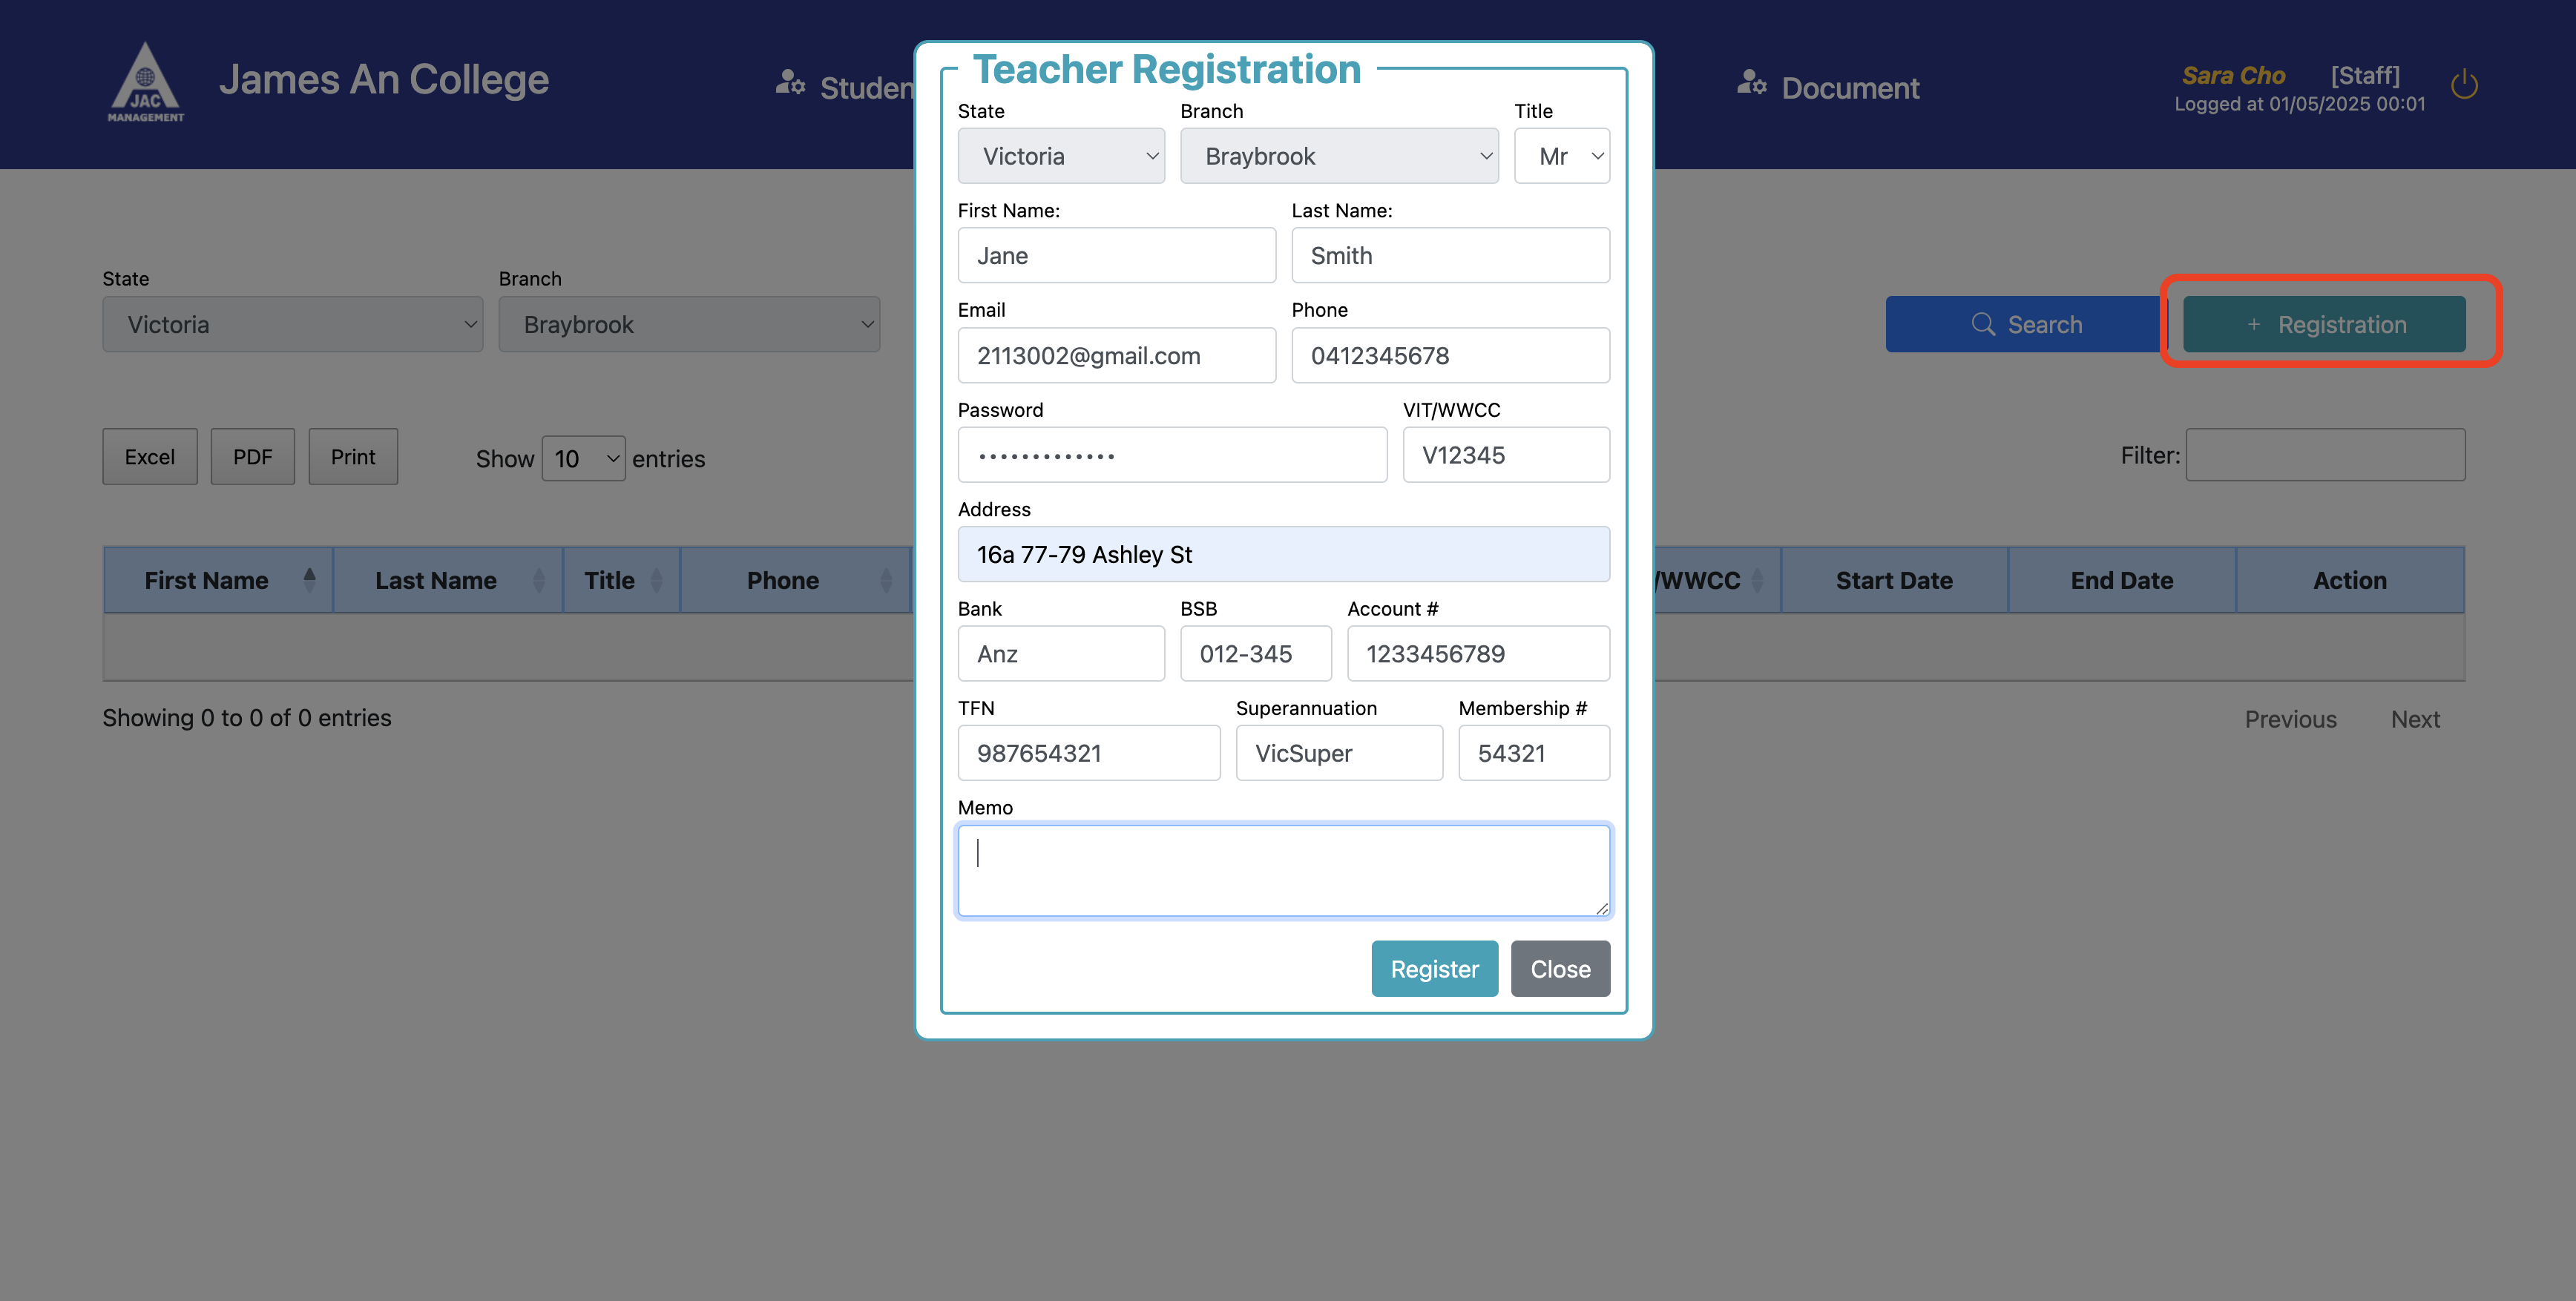 JAC
MANAGEMENT
James An College
Studen
Document
Sara Cho [Staff]
Logged at 01/05/2025 00:01
State
Victoria
Branch
Braybrook
Search
+ Registration
Excel
PDF
Print
Show 10 entries
Filter:
First Name
Last Name
Title
Phone
/WWCC
Start Date
End Date
Action
Showing 0 to 0 of 0 entries
Previous
Next
Teacher Registration
State
Branch
Title
Victoria
Braybrook
Mr
First Name:
Last Name:
Jane
Smith
Email
Phone
2113002@gmail.com
0412345678
Password
VIT/WWCC
•••••••••••••
V12345
Address
16a 77-79 Ashley St
Bank
BSB
Account #
Anz
012-345
1233456789
TFN
Superannuation
Membership #
987654321
VicSuper
54321
Memo
Register
Close